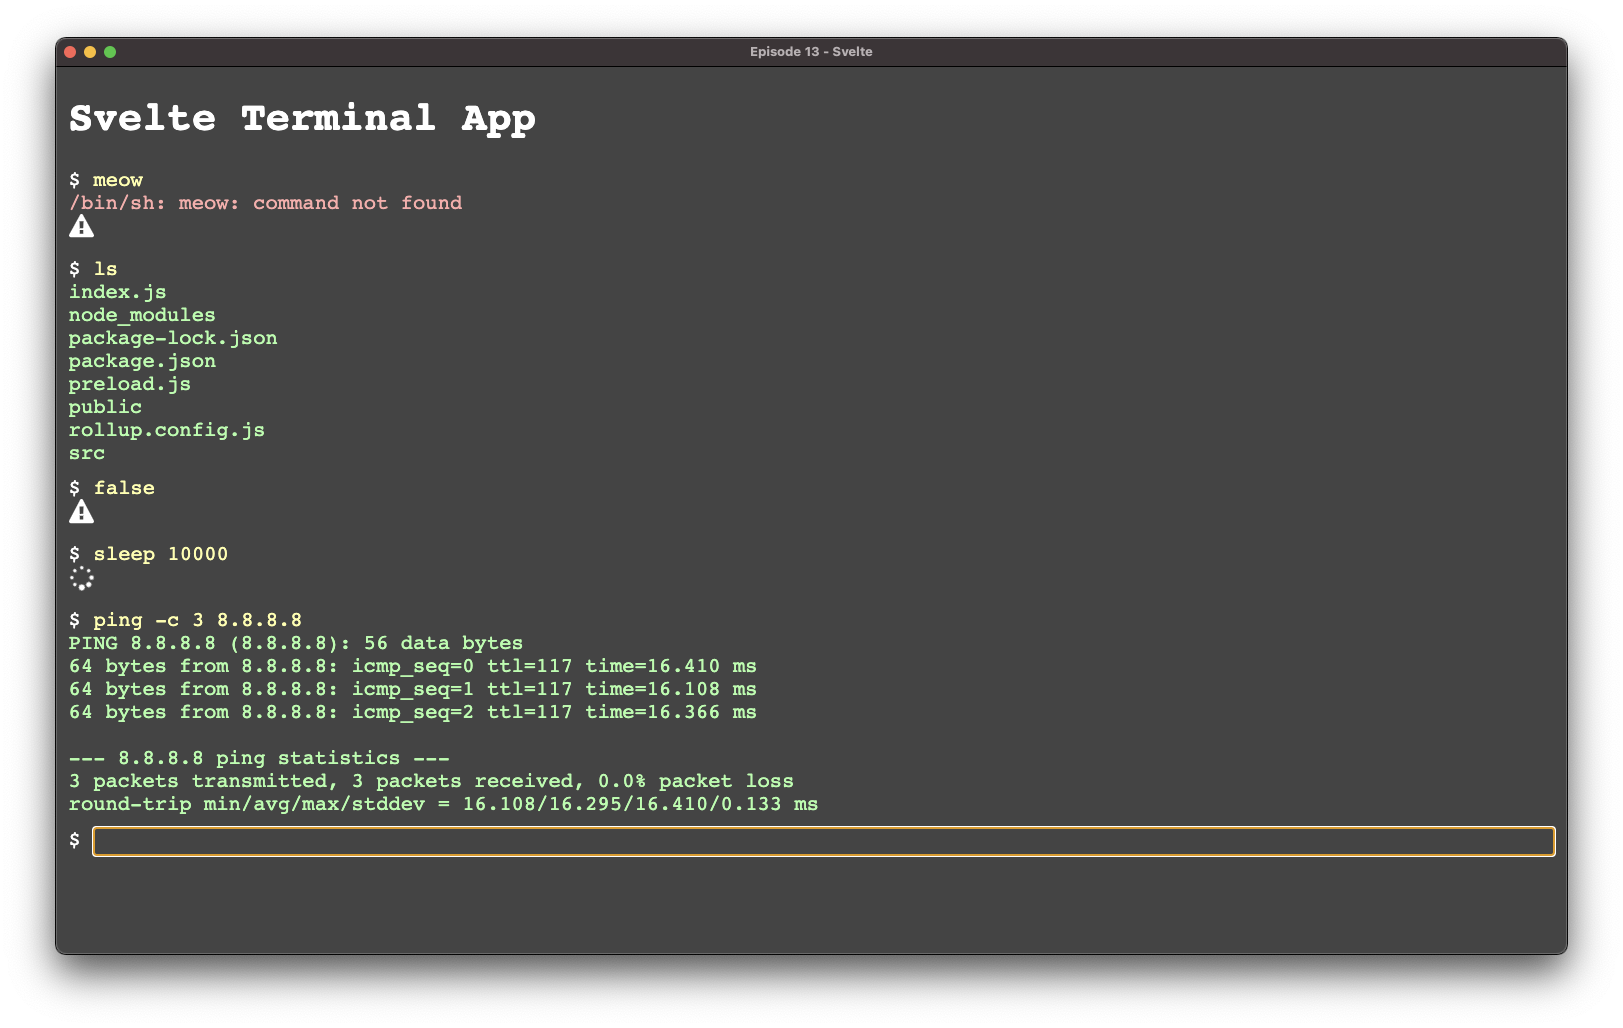 Episode 13 - Svelte
Svelte Terminal App
$ meow
/bin/sh: meow: command not found
$ ls
index.js
node_modules
package-lock.json
package.json
preload.js
public
rollup.config.js
src
$ false
$ sleep 10000
$ ping -c 3 8.8.8.8
PING 8.8.8.8 (8.8.8.8): 56 data bytes
64 bytes from 8.8.8.8: icmp_seq=0 ttl=117 time=16.410 ms
64 bytes from 8.8.8.8: icmp_seq=1 ttl=117 time=16.108 ms
64 bytes from 8.8.8.8: icmp_seq=2 ttl=117 time=16.366 ms
--- 8.8.8.8 ping statistics ---
3 packets transmitted, 3 packets received, 0.0% packet loss
round-trip min/avg/max/stddev = 16.108/16.295/16.410/0.133 ms
$